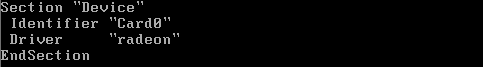 Section "Device"
 Identifier "Card0"
 Driver     "radeon"
EndSection